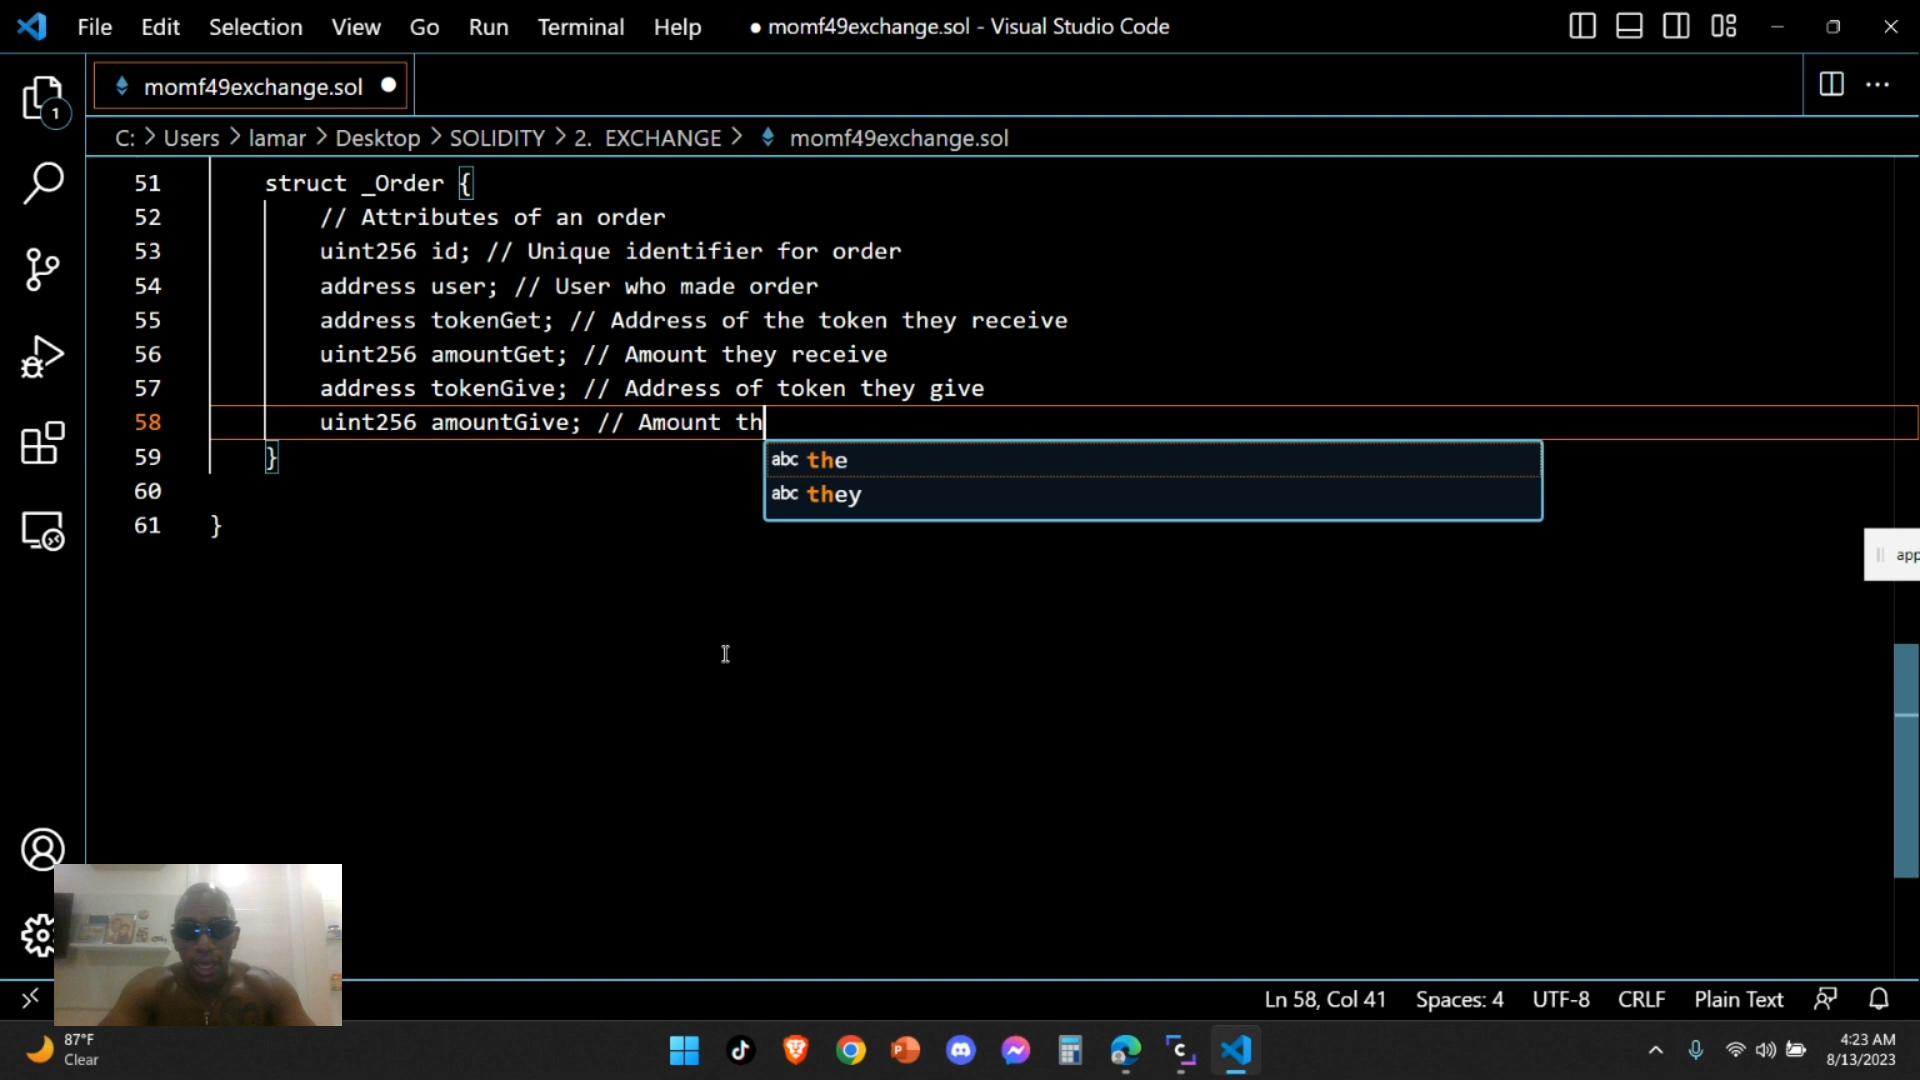 File Edit Selection View Go Run Terminal Help ● momf49exchange.sol - Visual Studio Code
momf49exchange.sol
1
C: > Users > lamar > Desktop > SOLIDITY > 2. EXCHANGE > momf49exchange.sol
51 struct _Order {
52 // Attributes of an order
53 uint256 id; // Unique identifier for order
54 address user; // User who made order
55 address tokenGet; // Address of the token they receive
56 uint256 amountGet; // Amount they receive
57 address tokenGive; // Address of token they give
58 uint256 amountGive; // Amount th
59 }
abc the
60
abc they
61 }
app
Ln 58, Col 41 Spaces: 4 UTF-8 CRLF Plain Text
87°F
Clear
4:23 AM
8/13/2023